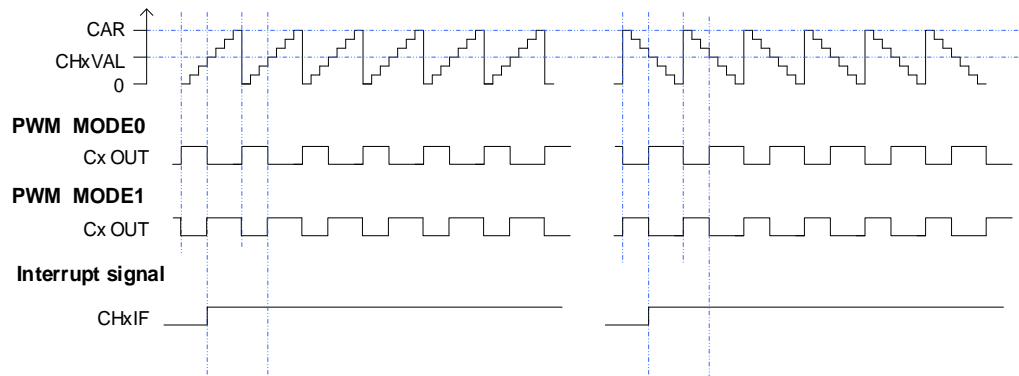 CAR
CHxVAL
0
PWM MODE0
Cx OUT
PWM MODE1
Cx OUT
Interrupt signal
CHxIF